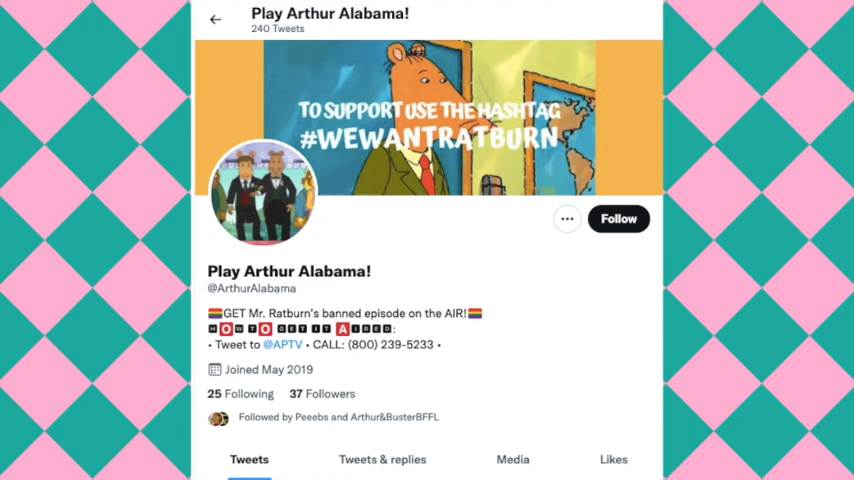 Play Arthur Alabama!
240 Tweets
TO SUPPORT USE THE HASHTAG
#WEWANTRATBURN
Follow
Play Arthur Alabama!
@ArthurAlabama
GET Mr. Ratburn's banned episode on the AIR!
HOW TO GET IT AIRED:
• Tweet to @APTV • CALL: (800) 239-5233 •
Joined May 2019
25 Following 37 Followers
Followed by Peeebs and Arthur&BusterBFFL
Tweets Tweets & replies Media Likes